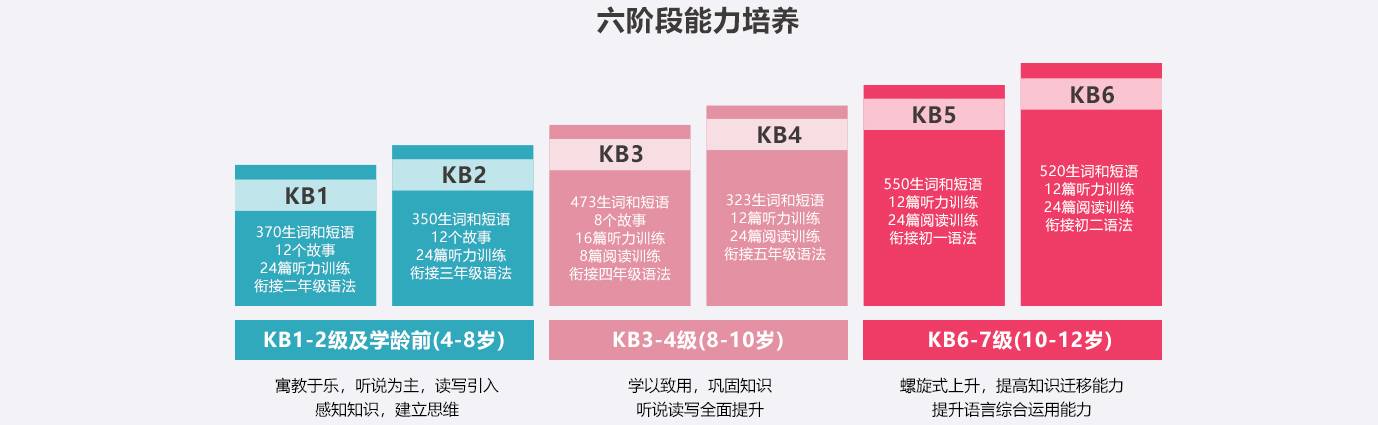 六阶段能力培养
KB1
370生词和短语
12个故事
24篇听力训练
衔接二年级语法
KB2
350生词和短语
12个故事
24篇听力训练
衔接三年级语法
KB3
473生词和短语
8个故事
16篇听力训练
8篇阅读训练
衔接四年级语法
KB4
323生词和短语
12篇听力训练
24篇阅读训练
衔接五年级语法
KB5
550生词和短语
12篇听力训练
24篇阅读训练
衔接初一语法
KB6
520生词和短语
12篇听力训练
24篇阅读训练
衔接初二语法
KB1-2级及学龄前(4-8岁)
寓教于乐，听说为主，读写引入
感知知识，建立思维
KB3-4级(8-10岁)
学以致用，巩固知识
听说读写全面提升
KB6-7级(10-12岁)
螺旋式上升，提高知识迁移能力
提升语言综合运用能力